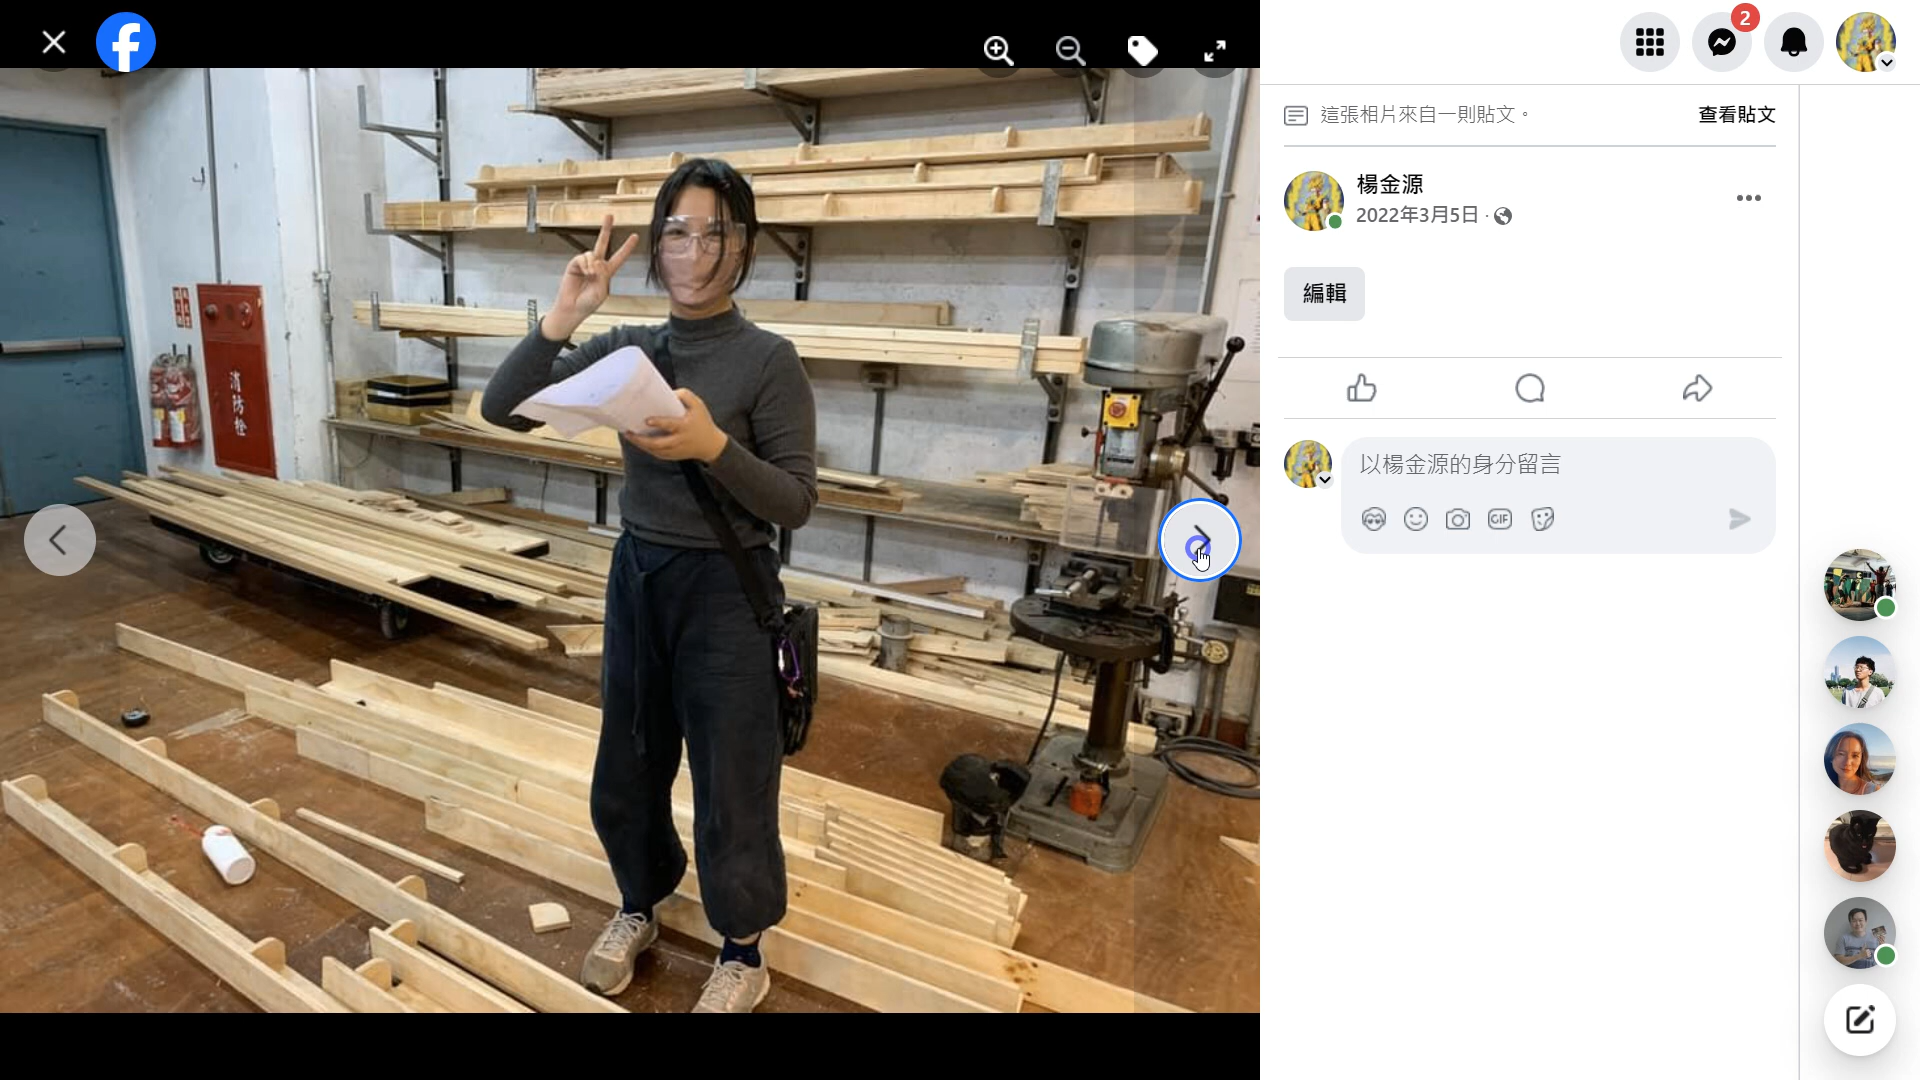 2
這張相片來自一則貼文。
查看貼文
楊金源
2022年3月5日
編輯
以楊金源的身分留言
GIF
消防栓